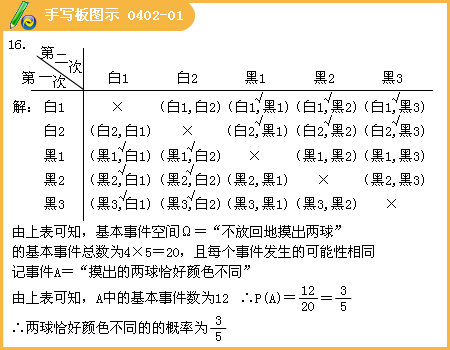 手写板图示 0402-01
16.
第二次
第一次 白1 白2 黑1 黑2 黑3
解: 白1 × (白1,白2) (白1,√黑1) (白1,√黑2) (白1,√黑3)
白2 (白2,白1) × (白2,√黑1) (白2,√黑2) (白2,√黑3)
黑1 (黑1,√白1) (黑1,√白2) × (黑1,黑2) (黑1,黑3)
黑2 (黑2,√白1) (黑2,√白2) (黑2,黑1) × (黑2,黑3)
黑3 (黑3,√白1) (黑3,√白2) (黑3,黑1) (黑3,黑2) ×
由上表可知，基本事件空间Ω＝“不放回地摸出两球”
的基本事件总数为4×5＝20，且每个事件发生的可能性相同
记事件A＝“摸出的两球恰好颜色不同”
由上表可知，A中的基本事件数为12 ∴P(A)＝12/20＝3/5
∴两球恰好颜色不同的的概率为3/5